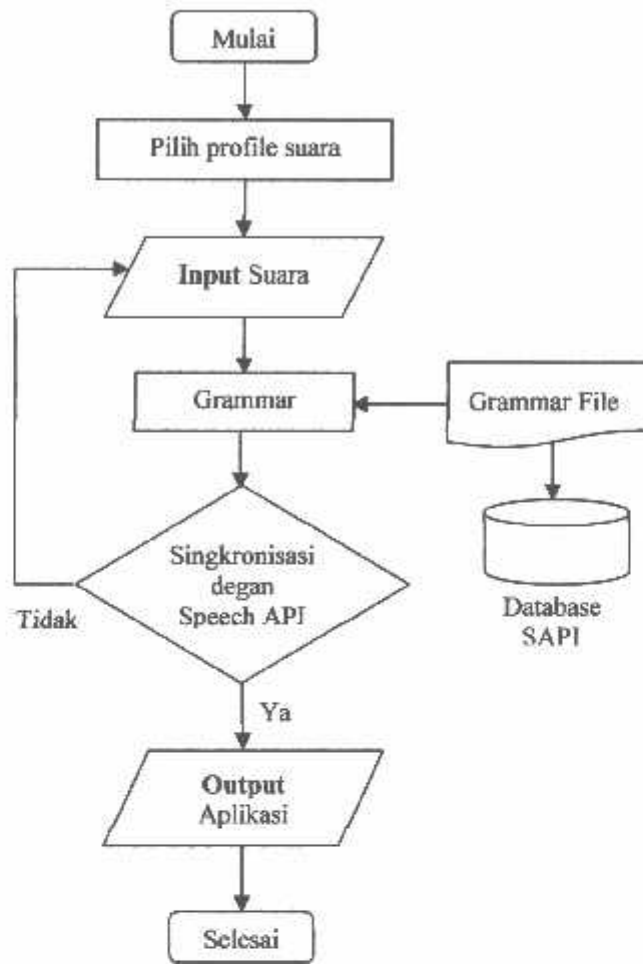 Mulai
Pilih profile suara
Input Suara
Grammar
Grammar File
Singkronisasi
degan
Speech API
Tidak
Database
SAPI
Ya
Output
Aplikasi
Selesai